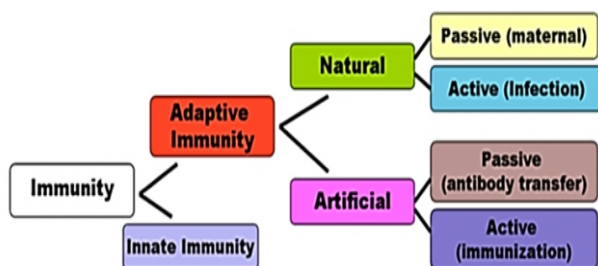 Immunity
Adaptive
Immunity
Innate Immunity
Natural
Artificial
Passive (maternal)
Active (Infection)
Passive
(antibody transfer)
Active
(immunization)